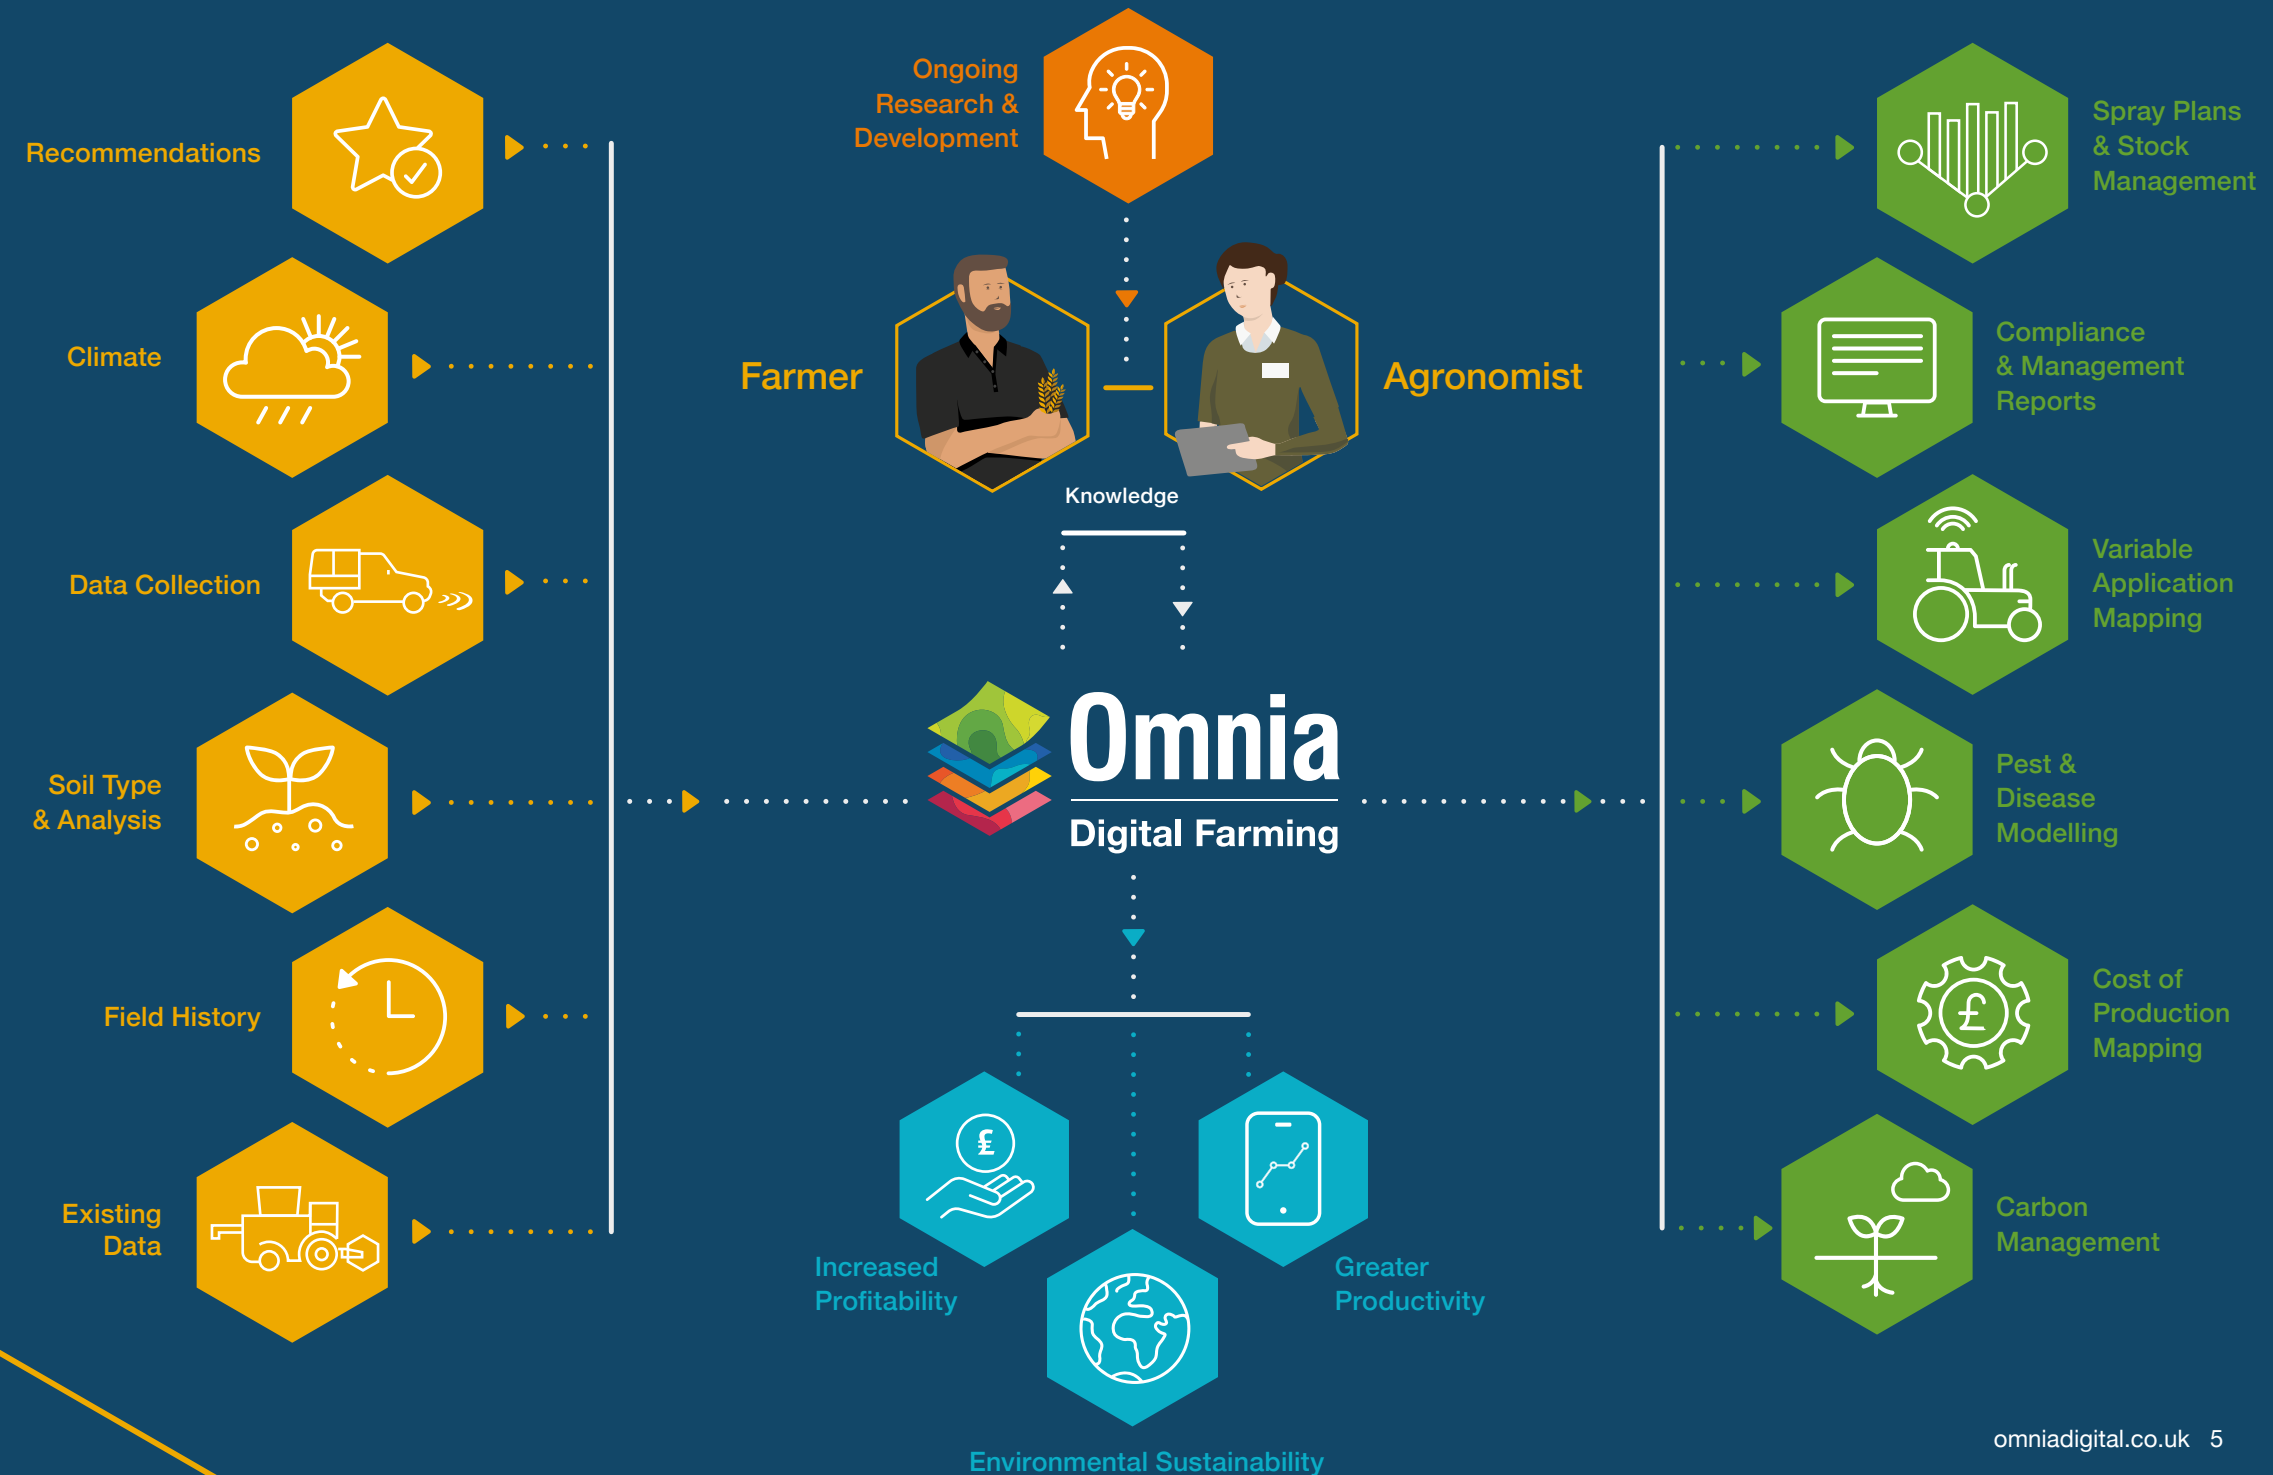 Recommendations
Climate
Data Collection
Soil Type
& Analysis
Field History
Existing
Data
Ongoing
Research &
Development
Farmer
Agronomist
Knowledge
Omnia
Digital Farming
£
Increased
Profitability
Greater
Productivity
Environmental Sustainability
Spray Plans
& Stock
Management
Compliance
& Management
Reports
Variable
Application
Mapping
Pest &
Disease
Modelling
£
Cost of
Production
Mapping
Carbon
Management
omniadigital.co.uk 5